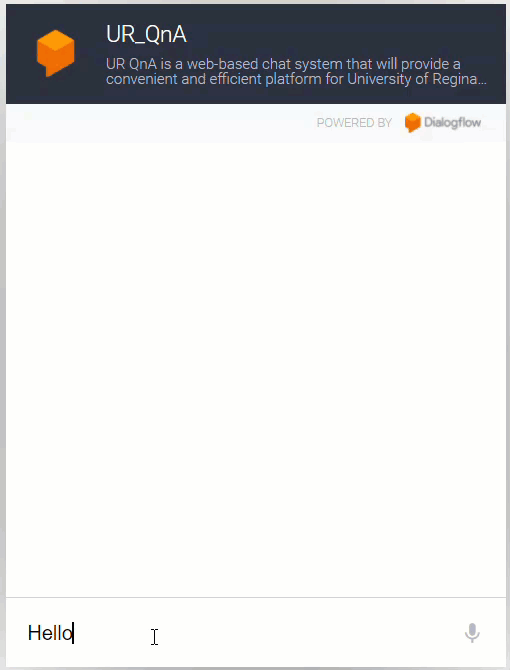 UR_QnA
UR QnA is a web-based chat system that will provide a
convenient and efficient platform for University of Regina...
POWERED BY Dialogflow
Hello